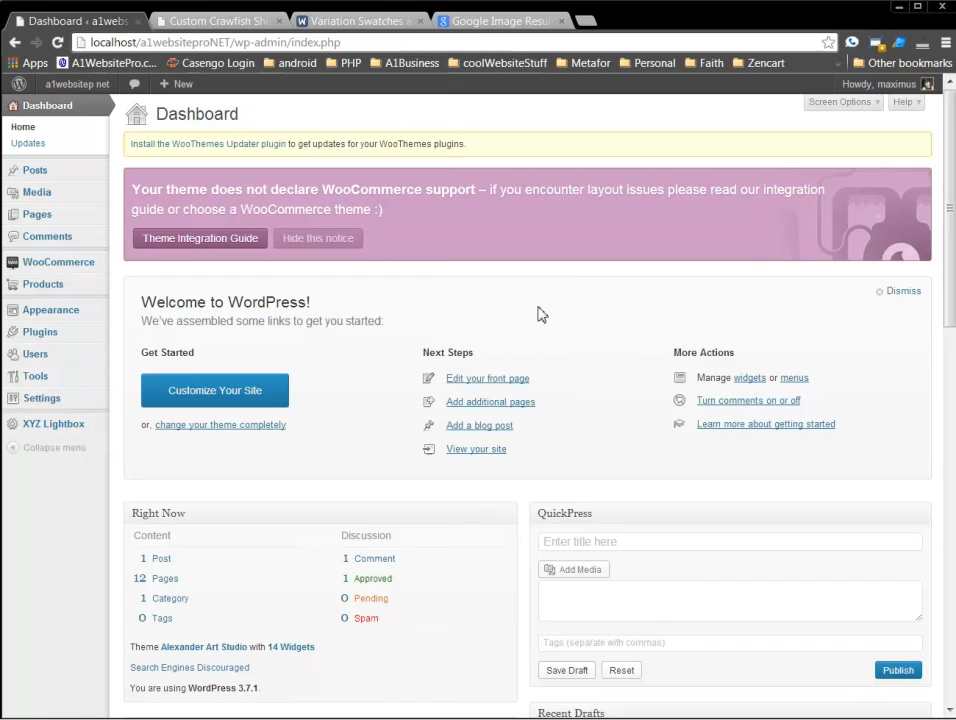 Dashboard ‹ a1webs
Custom Crawfish Shi
Variation Swatches a
Google Image Resu
localhost/a1websiteproNET/wp-admin/index.php
Apps
A1WebsitePro.c...
Casengo Login
android
PHP
A1Business
coolWebsiteStuff
Metafor
Personal
Faith
Zencart
Other bookmarks
a1websitep net
+ New
Howdy, maximus
Dashboard
Home
Updates
Posts
Media
Pages
Comments
WooCommerce
Products
Appearance
Plugins
Users
Tools
Settings
XYZ Lightbox
Collapse menu
Screen Options
Help
Dashboard
Install the WooThemes Updater plugin to get updates for your WooThemes plugins.
Your theme does not declare WooCommerce support – if you encounter layout issues please read our integration
guide or choose a WooCommerce theme :)
Theme Integration Guide
Hide this notice
Dismiss
Welcome to WordPress!
We've assembled some links to get you started:
Get Started
Customize Your Site
or, change your theme completely
Next Steps
Edit your front page
Add additional pages
Add a blog post
View your site
More Actions
Manage widgets or menus
Turn comments on or off
Learn more about getting started
Right Now
Content
1 Post
12 Pages
1 Category
0 Tags
Discussion
1 Comment
1 Approved
0 Pending
0 Spam
Theme Alexander Art Studio with 14 Widgets
Search Engines Discouraged
You are using WordPress 3.7.1.
QuickPress
Enter title here
Add Media
Tags (separate with commas)
Save Draft
Reset
Publish
Recent Drafts